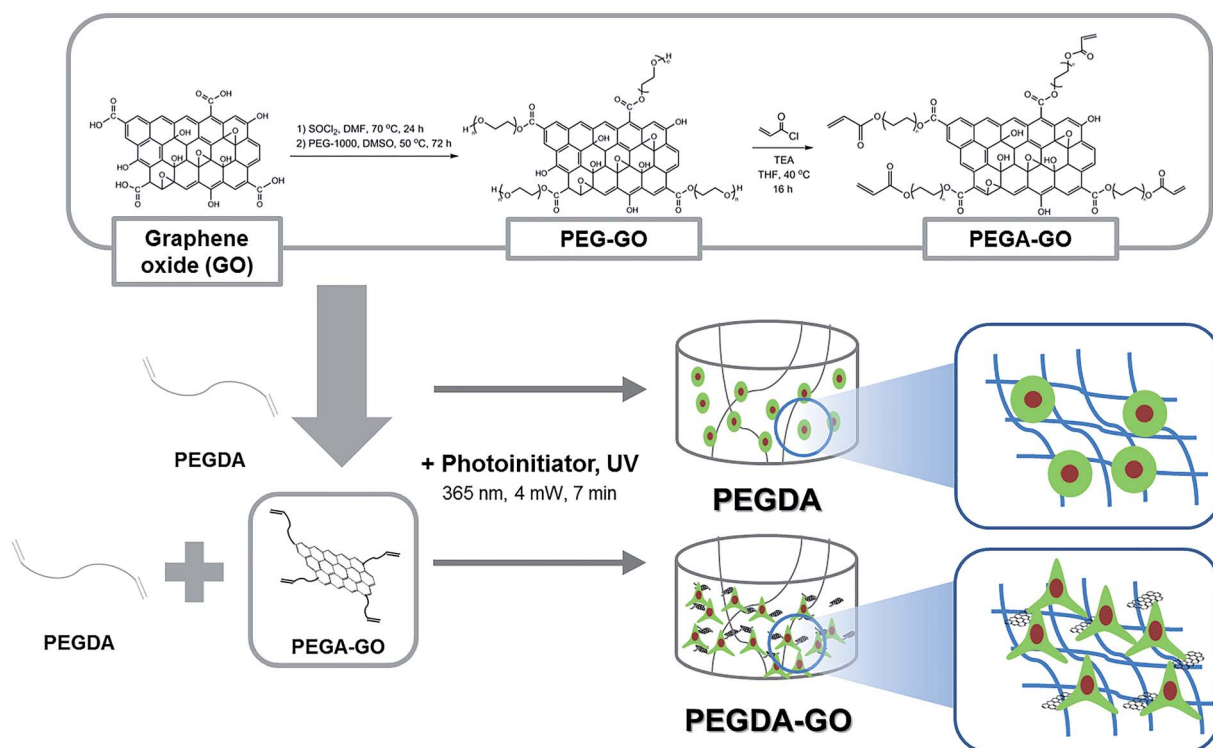 1) SOCl₂, DMF, 70 °C, 24 h
2) PEG-1000, DMSO, 50 °C, 72 h
TEA
THF, 40 °C
16 h
Graphene
oxide (GO)
PEG-GO
PEGA-GO
PEGDA
+ Photoinitiator, UV
365 nm, 4 mW, 7 min
PEGDA
PEGDA
PEGA-GO
PEGDA-GO